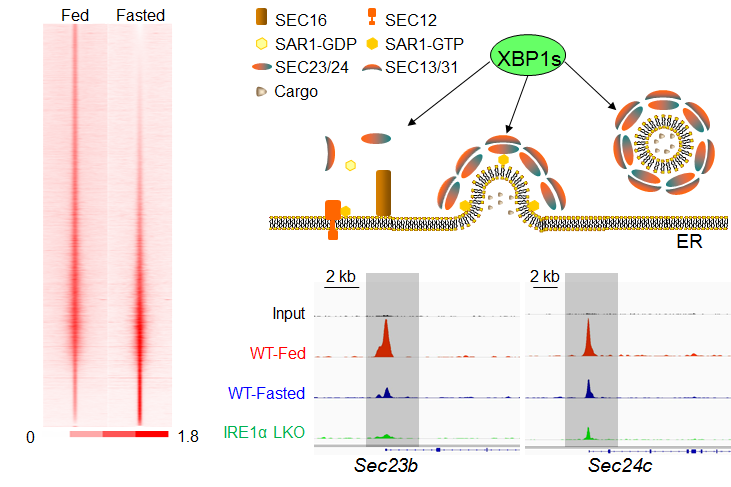 Fed Fasted
0 1.8
SEC16 SEC12
SAR1-GDP SAR1-GTP
SEC23/24 SEC13/31
Cargo
XBP1s
ER
2 kb 2 kb
Input
WT-Fed
WT-Fasted
IRE1α LKO
Sec23b Sec24c